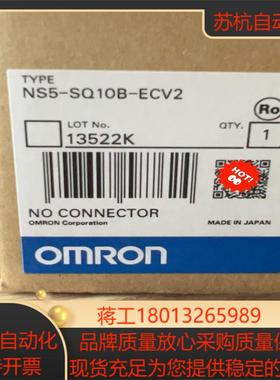 苏杭自动
TYPE
NS5-SQ10B-ECV2
Ro
LOT No.
QTY.
13522K
1
HOT!
NO CONNECTOR
OMRON Corporation
MADE IN JAPAN
OMRON
自动化
蒋工18013265989
开票
品牌质量放心采购质量
现货充足为您提供稳定的